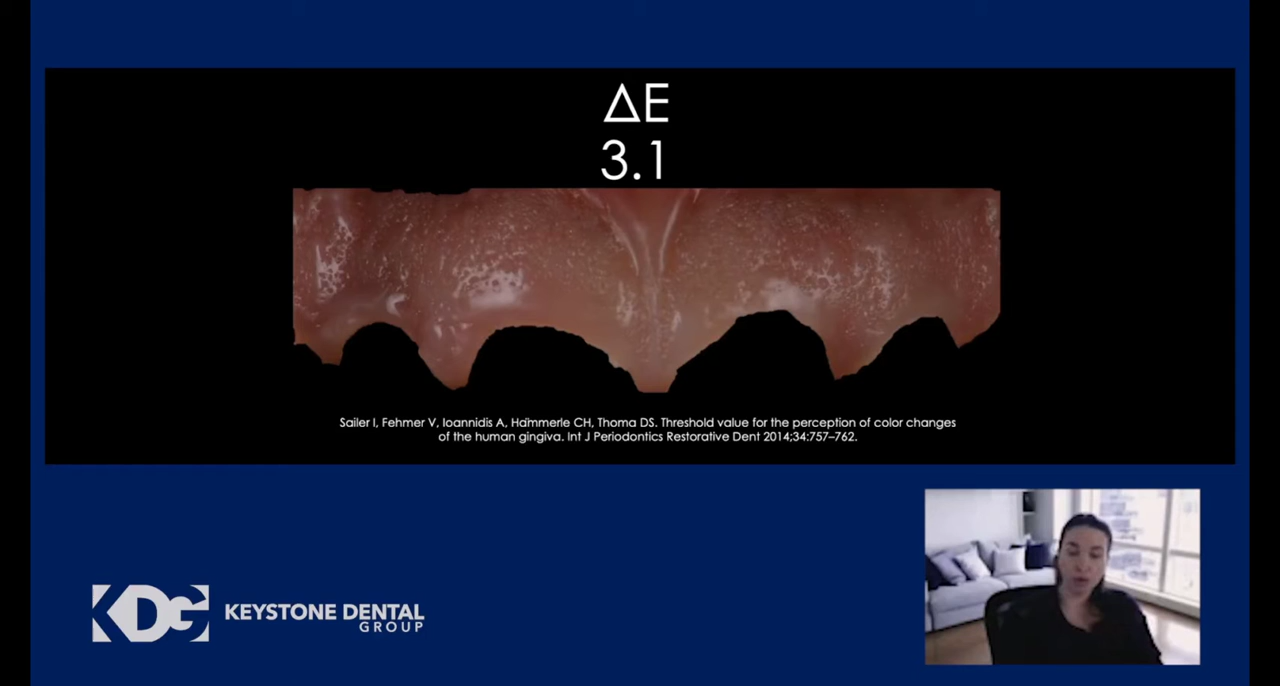 ΔE
3.1
Sailer I, Fehmer V, Ioannidis A, Hämmerle CH, Thoma DS. Threshold value for the perception of color changes
of the human gingiva. Int J Periodontics Restorative Dent 2014;34:757–762.
KDG KEYSTONE DENTAL
GROUP